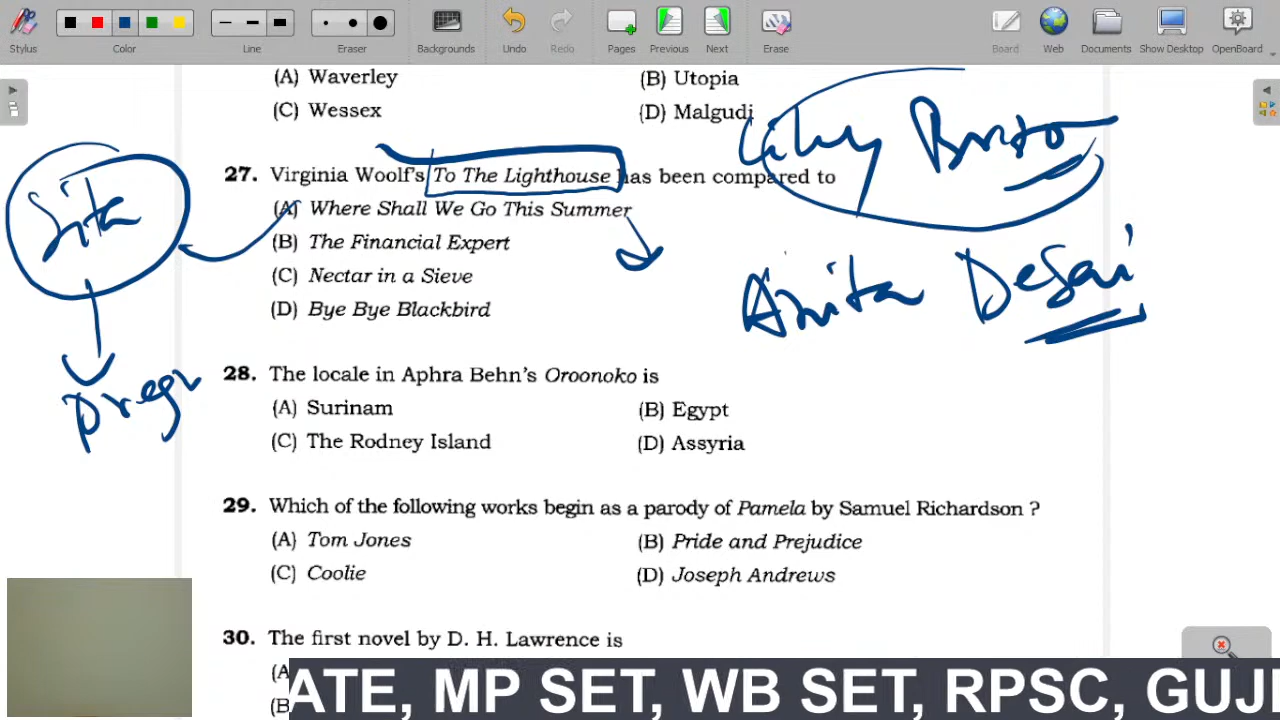 Stylus
Color
Line
Eraser
Backgrounds
Undo
Redo
Pages
Previous
Next
Erase
Board
Web
Documents
Show Desktop
OpenBoard
(A) Waverley
(B) Utopia
(C) Wessex
(D) Malgudi
27. Virginia Woolf's To The Lighthouse has been compared to
(A) Where Shall We Go This Summer
(B) The Financial Expert
(C) Nectar in a Sieve
(D) Bye Bye Blackbird
Sita
Anita Desai
28. The locale in Aphra Behn's Oroonoko is
(A) Surinam
(B) Egypt
(C) The Rodney Island
(D) Assyria
Pregn
29. Which of the following works begin as a parody of Pamela by Samuel Richardson ?
(A) Tom Jones
(B) Pride and Prejudice
(C) Coolie
(D) Joseph Andrews
30. The first novel by D. H. Lawrence is
(A
(B
ATE, MP SET, WB SET, RPSC, GUJ